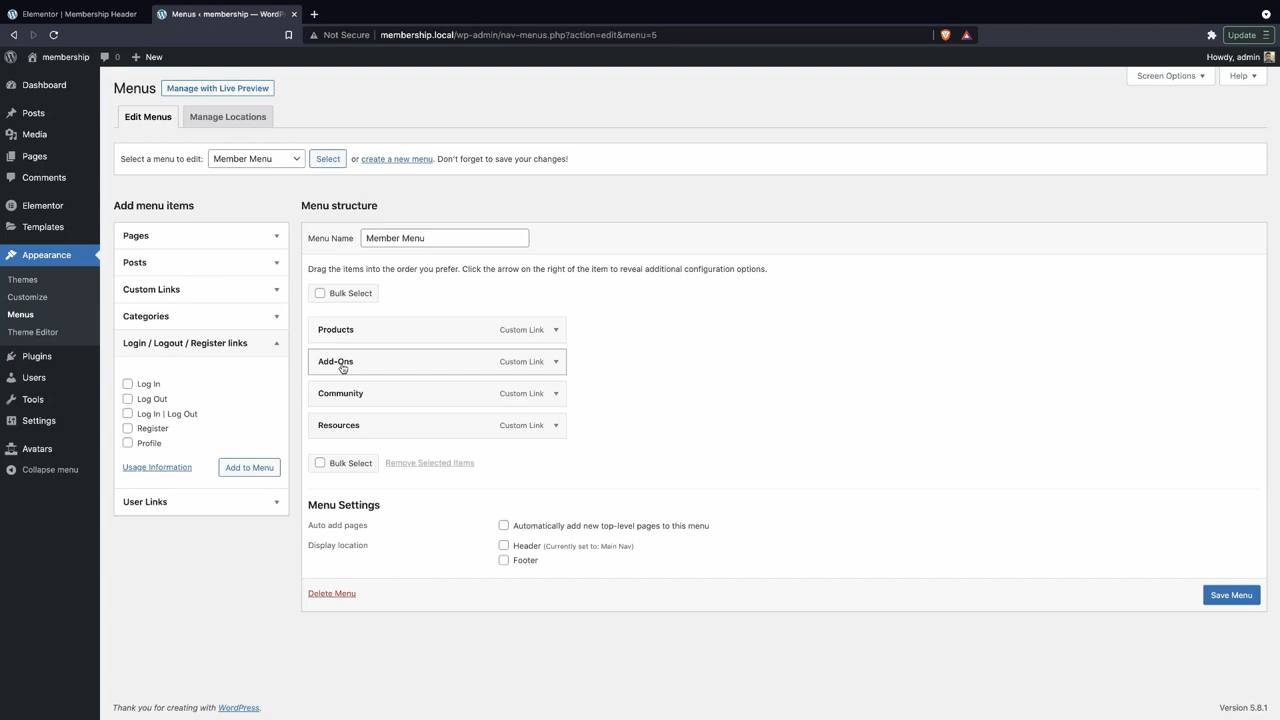 Elementor | Membership Header
Menus ‹ membership — WordPr
Not Secure
membership.local/wp-admin/nav-menus.php?action=edit&menu=5
Update
membership
0
New
Howdy, admin
Dashboard
Posts
Media
Pages
Comments
Elementor
Templates
Appearance
Themes
Customize
Menus
Theme Editor
Plugins
Users
Tools
Settings
Avatars
Collapse menu
Screen Options
Help
Menus
Manage with Live Preview
Edit Menus
Manage Locations
Select a menu to edit: Member Menu Select or create a new menu. Don't forget to save your changes!
Add menu items
Pages
Posts
Custom Links
Categories
Login / Logout / Register links
Log In
Log Out
Log In | Log Out
Register
Profile
Usage Information
Add to Menu
User Links
Menu structure
Menu Name Member Menu
Drag the items into the order you prefer. Click the arrow on the right of the item to reveal additional configuration options.
Bulk Select
Products Custom Link
Add-Ons Custom Link
Community Custom Link
Resources Custom Link
Bulk Select Remove Selected Items
Menu Settings
Auto add pages Automatically add new top-level pages to this menu
Display location Header (Currently set to: Main Nav)
Footer
Delete Menu
Save Menu
Thank you for creating with WordPress.
Version 5.8.1